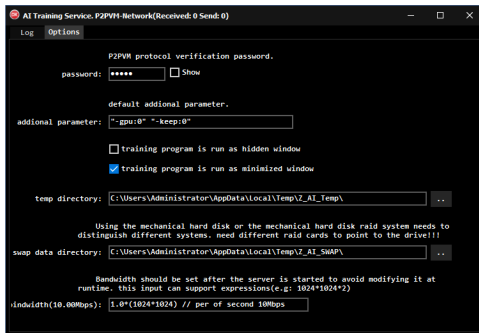 AI Training Service. P2PVM-Network(Received: 0 Send: 0)
Log Options
P2PVM protocol verification password.
password: ●●●●● Show
default addional parameter.
addional parameter: "-gpu:0" "-keep:0"
training program is run as hidden window
training program is run as minimized window
temp directory: C:\Users\Administrator\AppData\Local\Temp\Z_AI_Temp\ ..
Using the mechanical hard disk or the mechanical hard disk raid system needs to
distinguish different systems. need different raid cards to point to the drive!!!
swap data directory: C:\Users\Administrator\AppData\Local\Temp\Z_AI_SWAP\ ..
Bandwidth should be set after the server is started to avoid modifying it at
runtime. this input can support expressions(e.g: 1024*1024*2)
indwidth(10.00Mbps): 1.0*(1024*1024) // per of second 10Mbps